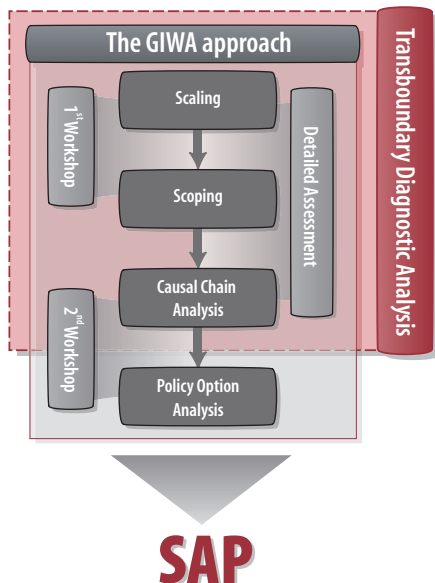 The GIWA approach
Transboundary Diagnostic Analysis
Scaling
1st Workshop
Detailed Assessment
Scoping
Causal Chain
Analysis
2nd Workshop
Policy Option
Analysis
SAP